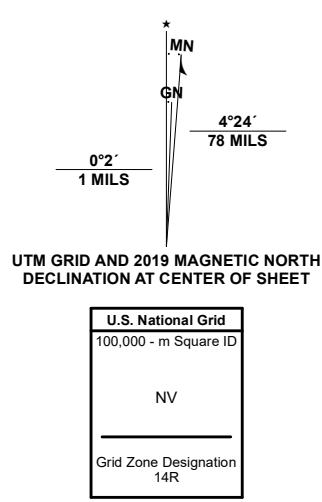 ★
MN
GN
4°24´
78 MILS
0°2´
1 MILS
UTM GRID AND 2019 MAGNETIC NORTH
DECLINATION AT CENTER OF SHEET
U.S. National Grid
100,000 - m Square ID
NV
Grid Zone Designation
14R